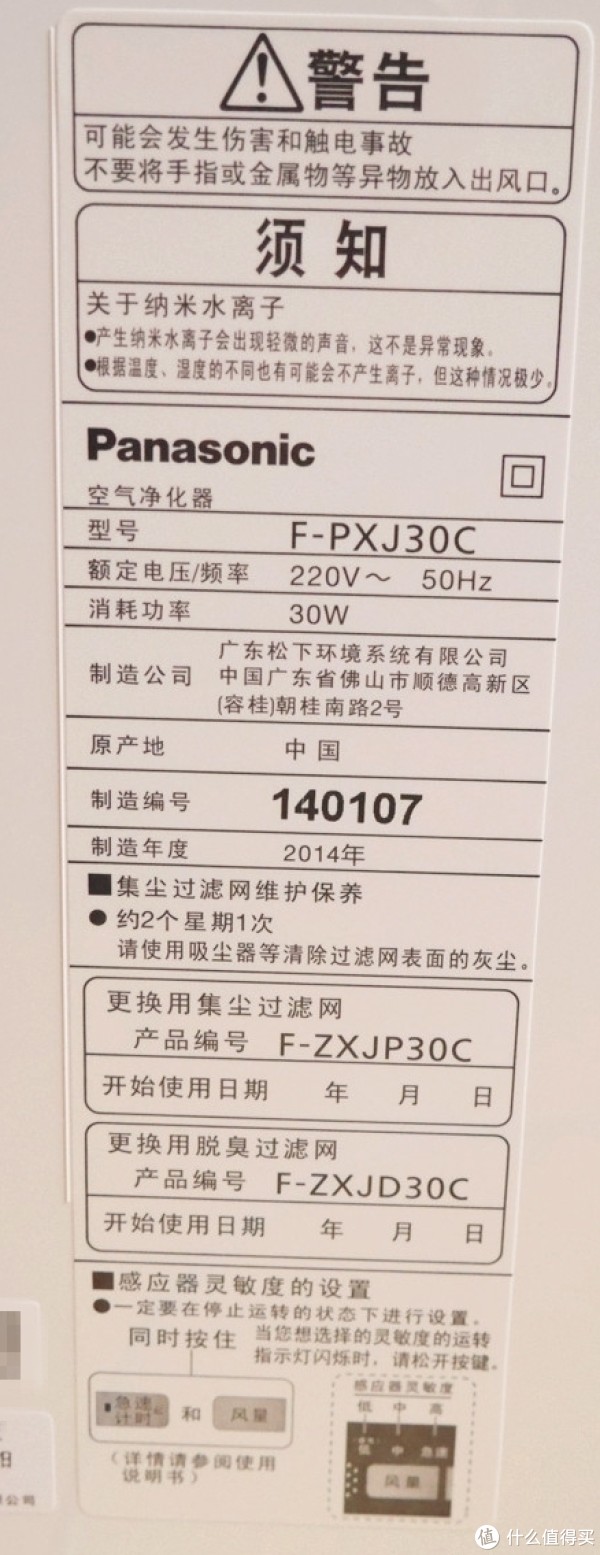 警告
可能会发生伤害和触电事故
不要将手指或金属物等异物放入出风口。
须知
关于纳米水离子
●产生纳米水离子会出现轻微的声音，这不是异常现象。
●根据温度、湿度的不同也有可能会不产生离子，但这种情况极少。
Panasonic
空气净化器
型号 F-PXJ30C
额定电压/频率 220V～ 50Hz
消耗功率 30W
制造公司 广东松下环境系统有限公司
中国广东省佛山市顺德高新区
(容桂)朝桂南路2号
原产地 中国
制造编号 140107
制造年度 2014年
■集尘过滤网维护保养
● 约2个星期1次
请使用吸尘器等清除过滤网表面的灰尘。
更换用集尘过滤网
产品编号 F-ZXJP30C
开始使用日期 年 月 日
更换用脱臭过滤网
产品编号 F-ZXJD30C
开始使用日期 年 月 日
■感应器灵敏度的设置
●一定要在停止运转的状态下进行设置。
同时按住 当您想选择的灵敏度的运转
指示灯闪烁时，请松开按键。
急速
计时 和 风量
(详情请参阅使用
说明书)
感应器灵敏度
低 中 高
中 急速
风量
公司
值 什么值得买